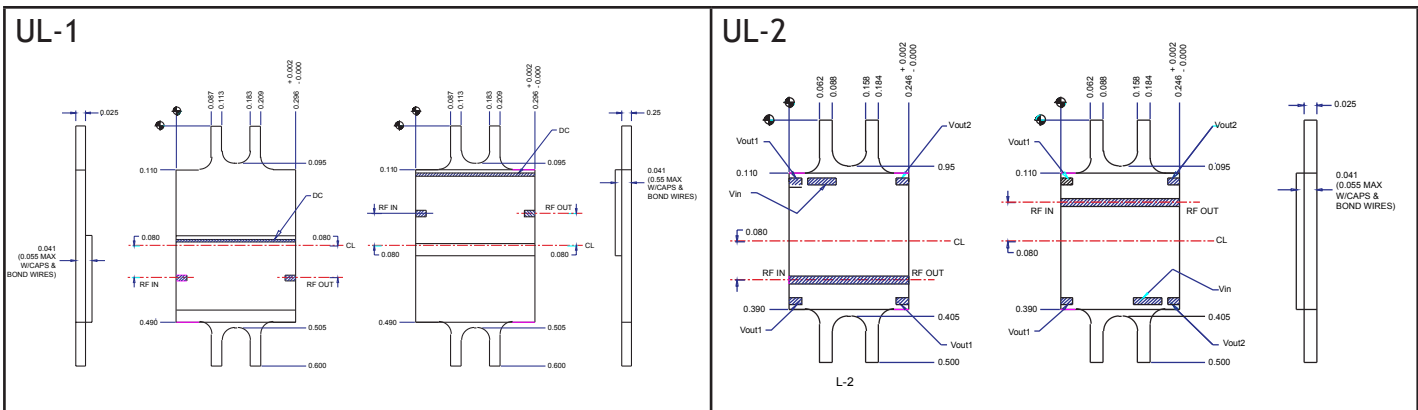 UL-1
0.025
0.041
(0.055 MAX
W/CAPS &
BOND WIRES)
0.087
0.113
0.183
0.209
0.296
+ 0.002
- 0.000
0.110
0.095
DC
0.080
0.080
CL
RF IN
RF OUT
0.490
0.505
0.600
0.087
0.113
0.183
0.209
0.296
+0.002
-0.000
DC
0.110
0.095
RF IN
RF OUT
CL
0.080
0.080
0.490
0.505
0.600
0.25
0.041
(0.55 MAX
W/CAPS &
BOND WIRES)
UL-2
0.062
0.088
0.158
0.184
0.246
+ 0.002
- 0.000
Vout1
Vout2
0.110
0.95
Vin
0.080
CL
RF IN
RF OUT
0.390
0.405
Vout1
Vout1
0.500
L-2
0.062
0.088
0.158
0.184
0.246
+ 0.002
- 0.000
Vout1
Vout2
0.110
0.095
RF IN
RF OUT
CL
0.080
Vin
0.390
0.405
Vout1
Vout2
0.500
0.025
0.041
(0.055 MAX
W/CAPS &
BOND WIRES)